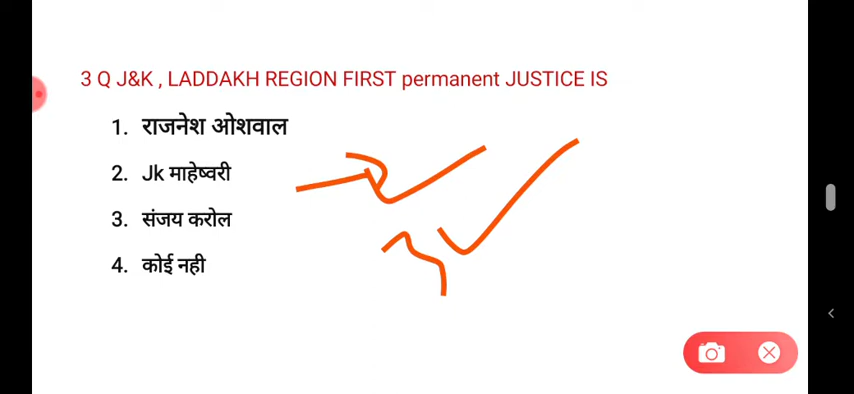 3 Q J&K , LADDAKH REGION FIRST permanent JUSTICE IS
1. राजनेश ओशवाल
2. Jk माहेष्वरी
3. संजय करोल
4. कोई नही